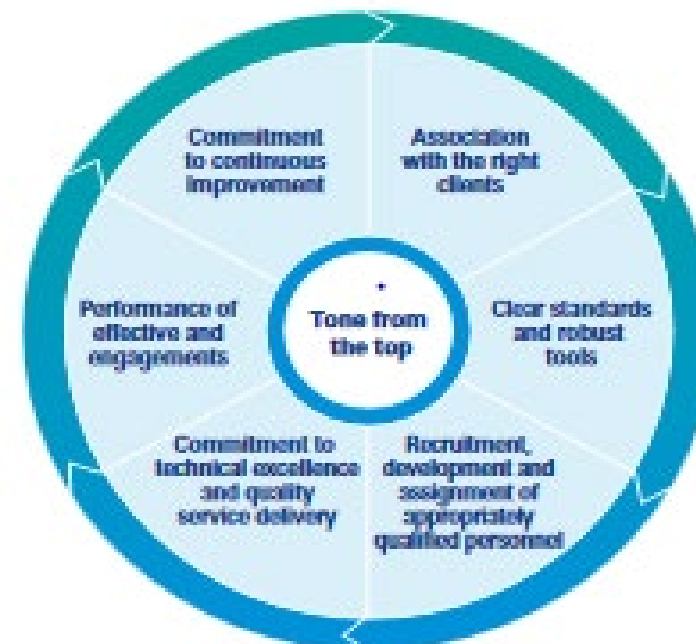 Commitment
to continuous
improvement
Association
with the right
clients
Performance of
effective and
engagements
Tone from
the top
Clear standards
and robust
tools
Commitment to
technical excellence
and quality
service delivery
Recruitment,
development and
assignment of
appropriately
qualified personnel